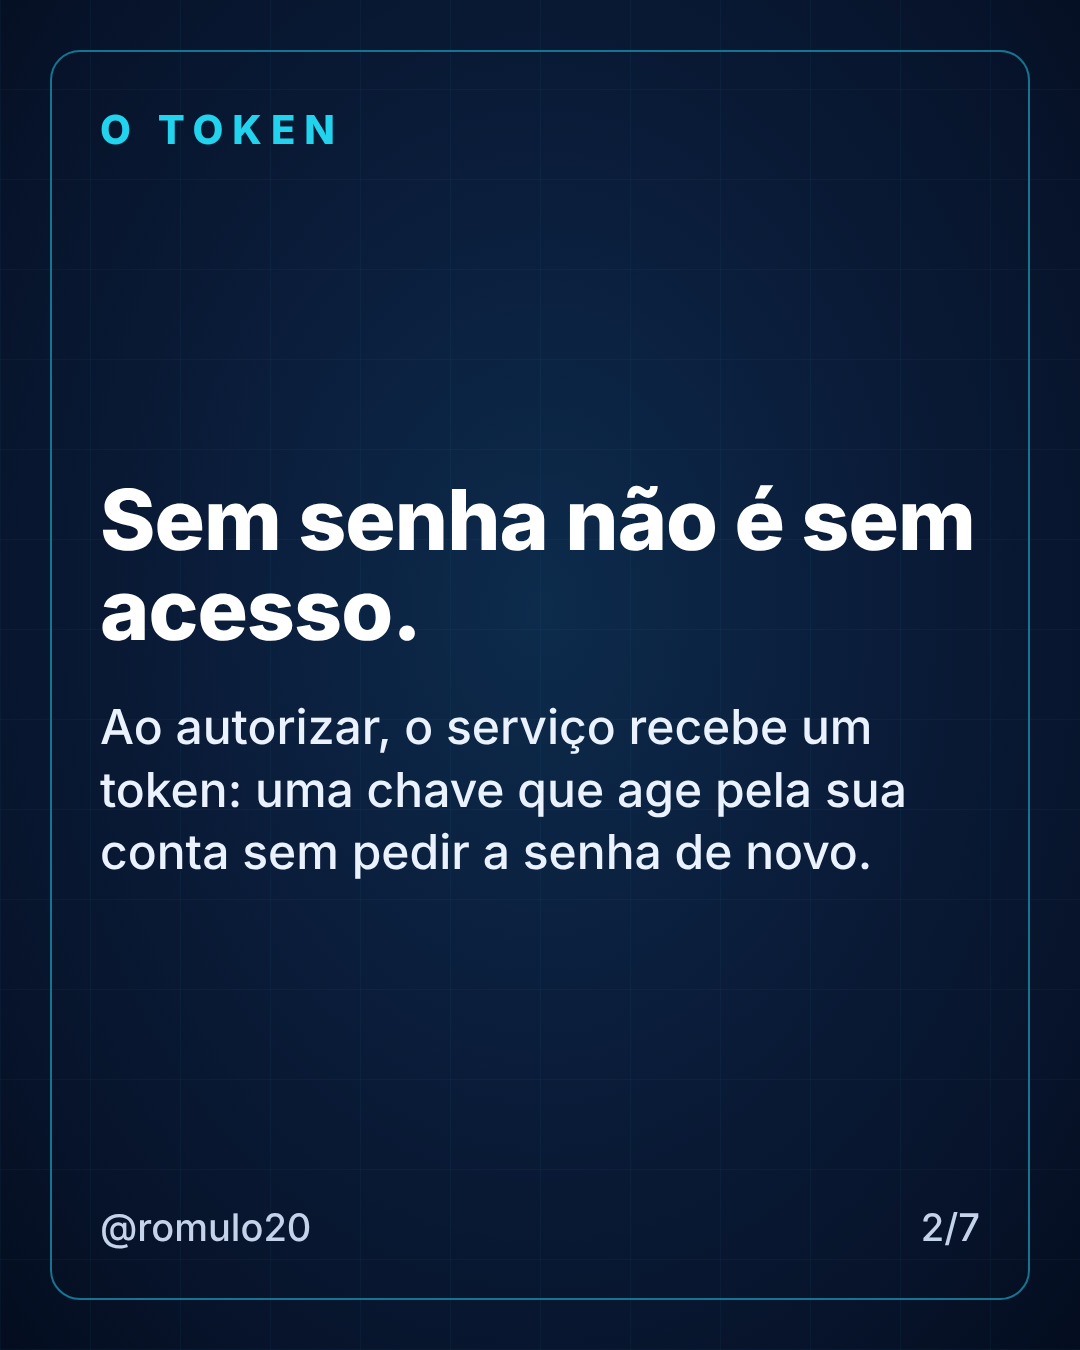 O TOKEN
Sem senha não é sem
acesso.
Ao autorizar, o serviço recebe um
token: uma chave que age pela sua
conta sem pedir a senha de novo.
@romulo20
2/7